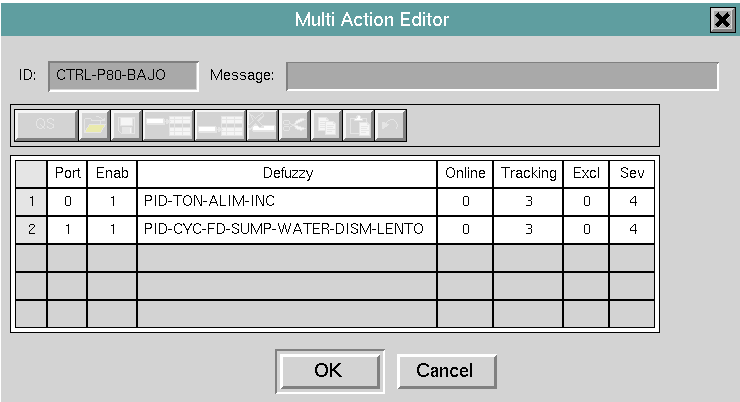 Multi Action Editor
ID: CTRL-P80-BAJO Message:
QS
Port Enab Defuzzy Online Tracking Excl Sev
1 0 1 PID-TON-ALIM-INC 0 3 0 4
2 1 1 PID-CYC-FD-SUMP-WATER-DISM-LENTO 0 3 0 4
OK Cancel